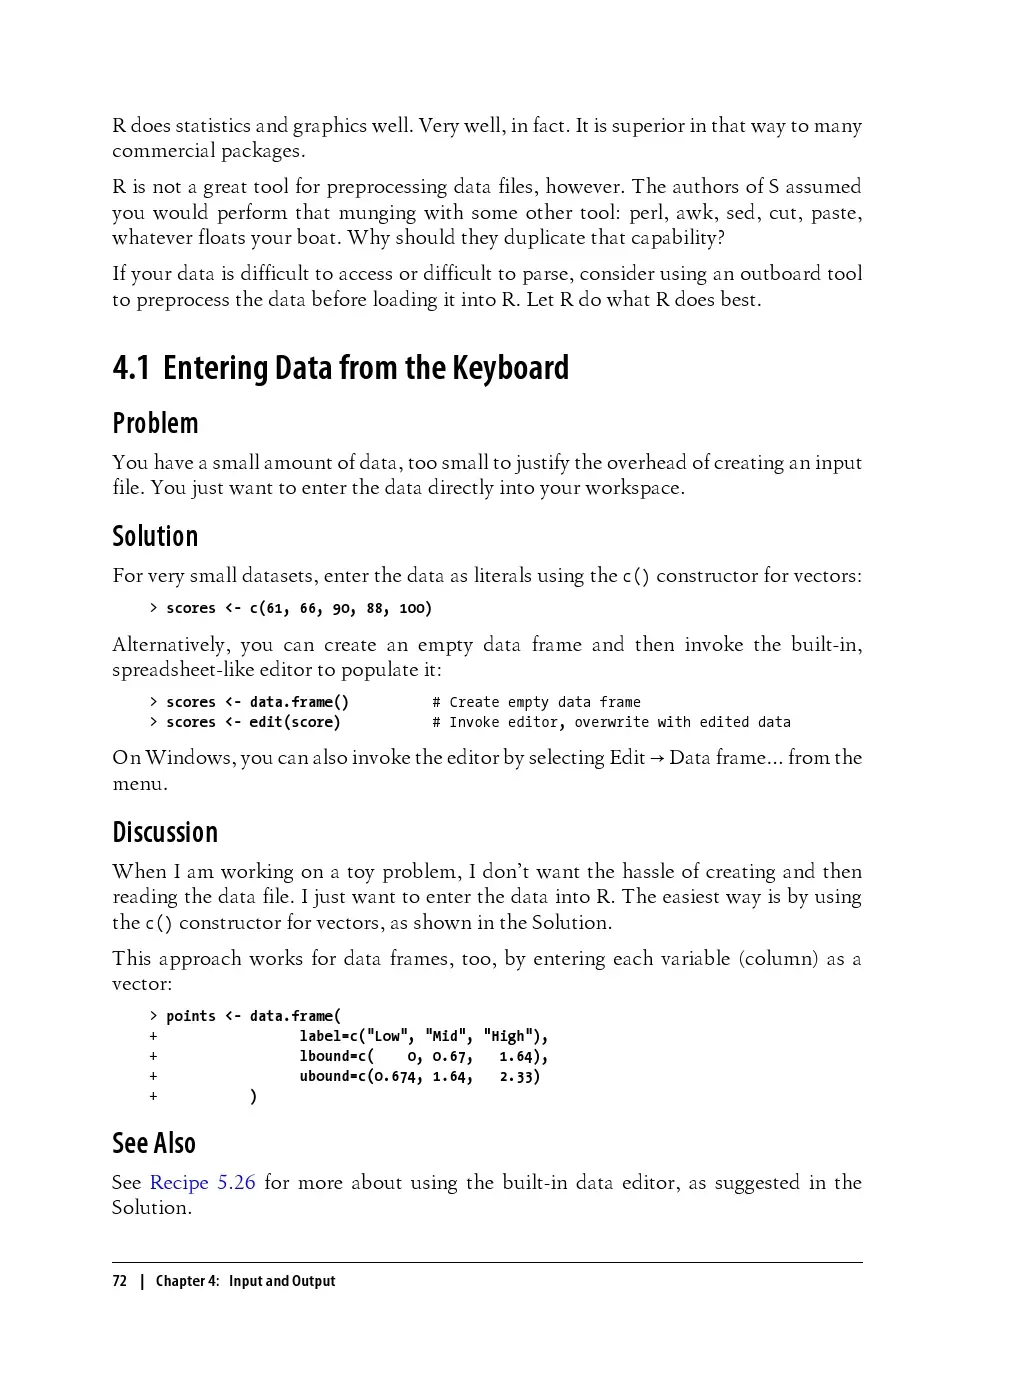 R does statistics and graphics well. Very well, in fact. It is superior in that way to many
commercial packages.
R is not a great tool for preprocessing data files, however. The authors of S assumed
you would perform that munging with some other tool: perl, awk, sed, cut, paste,
whatever floats your boat. Why should they duplicate that capability?
If your data is difficult to access or difficult to parse, consider using an outboard tool
to preprocess the data before loading it into R. Let R do what R does best.
4.1 Entering Data from the Keyboard
Problem
You have a small amount of data, too small to justify the overhead of creating an input
file. You just want to enter the data directly into your workspace.
Solution
For very small datasets, enter the data as literals using the c() constructor for vectors:
> scores <- c(61, 66, 90, 88, 100)
Alternatively, you can create an empty data frame and then invoke the built-in,
spreadsheet-like editor to populate it:
> scores <- data.frame()          # Create empty data frame
> scores <- edit(score)           # Invoke editor, overwrite with edited data
On Windows, you can also invoke the editor by selecting Edit → Data frame... from the
menu.
Discussion
When I am working on a toy problem, I don’t want the hassle of creating and then
reading the data file. I just want to enter the data into R. The easiest way is by using
the c() constructor for vectors, as shown in the Solution.
This approach works for data frames, too, by entering each variable (column) as a
vector:
> points <- data.frame(
+                 label=c("Low", "Mid", "High"),
+                 lbound=c(    0, 0.67,   1.64),
+                 ubound=c(0.674, 1.64,   2.33)
+           )
See Also
See Recipe 5.26 for more about using the built-in data editor, as suggested in the
Solution.
72 | Chapter 4: Input and Output